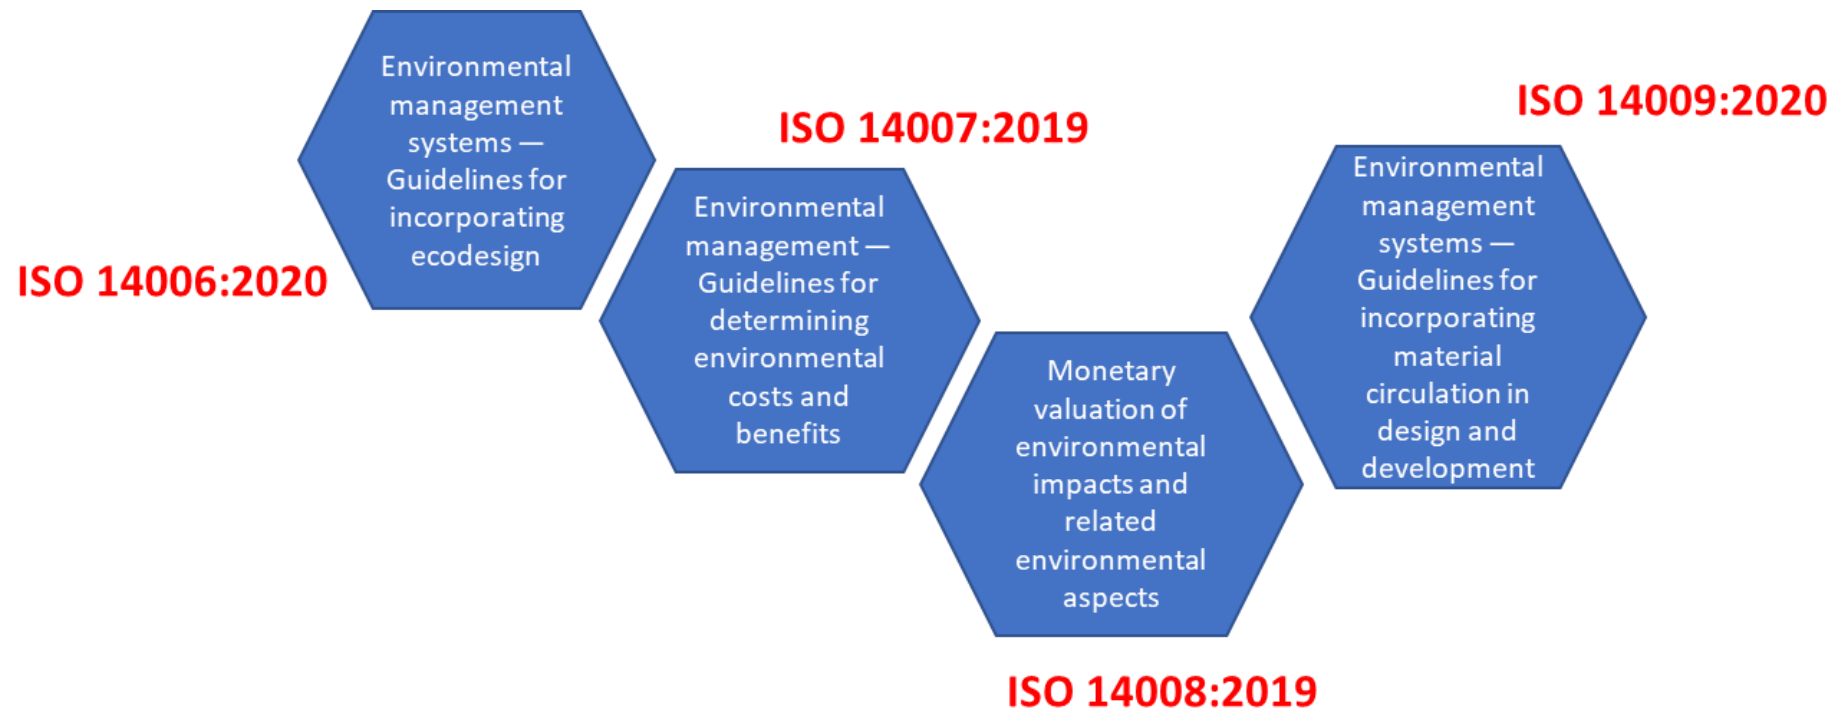 Environmental
management
systems —
Guidelines for
incorporating
ecodesign
ISO 14006:2020
ISO 14007:2019
Environmental
management —
Guidelines for
determining
environmental
costs and
benefits
Monetary
valuation of
environmental
impacts and
related
environmental
aspects
ISO 14008:2019
ISO 14009:2020
Environmental
management
systems —
Guidelines for
incorporating
material
circulation in
design and
development